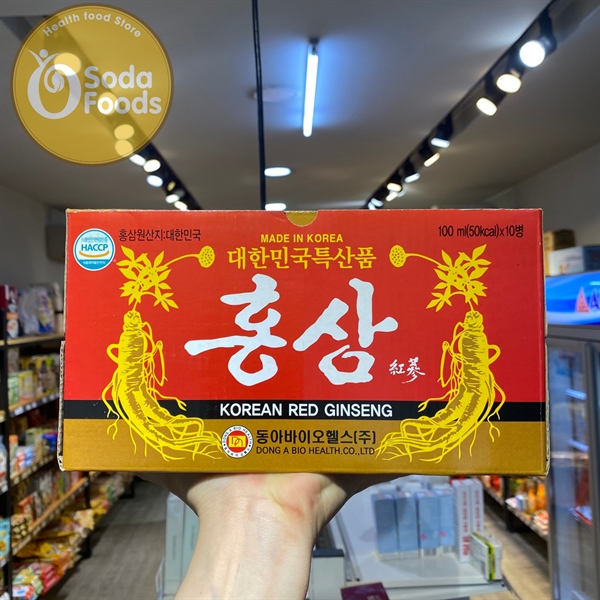 Health food Store
Soda
Foods
홍삼원산지:대한민국
HACCP
MADE IN KOREA
100 ml(50kcal)x10병
대한민국특산품
홍삼
紅蔘
KOREAN RED GINSENG
동아바이오헬스(주)
DONG A BIO HEALTH.CO.,LTD